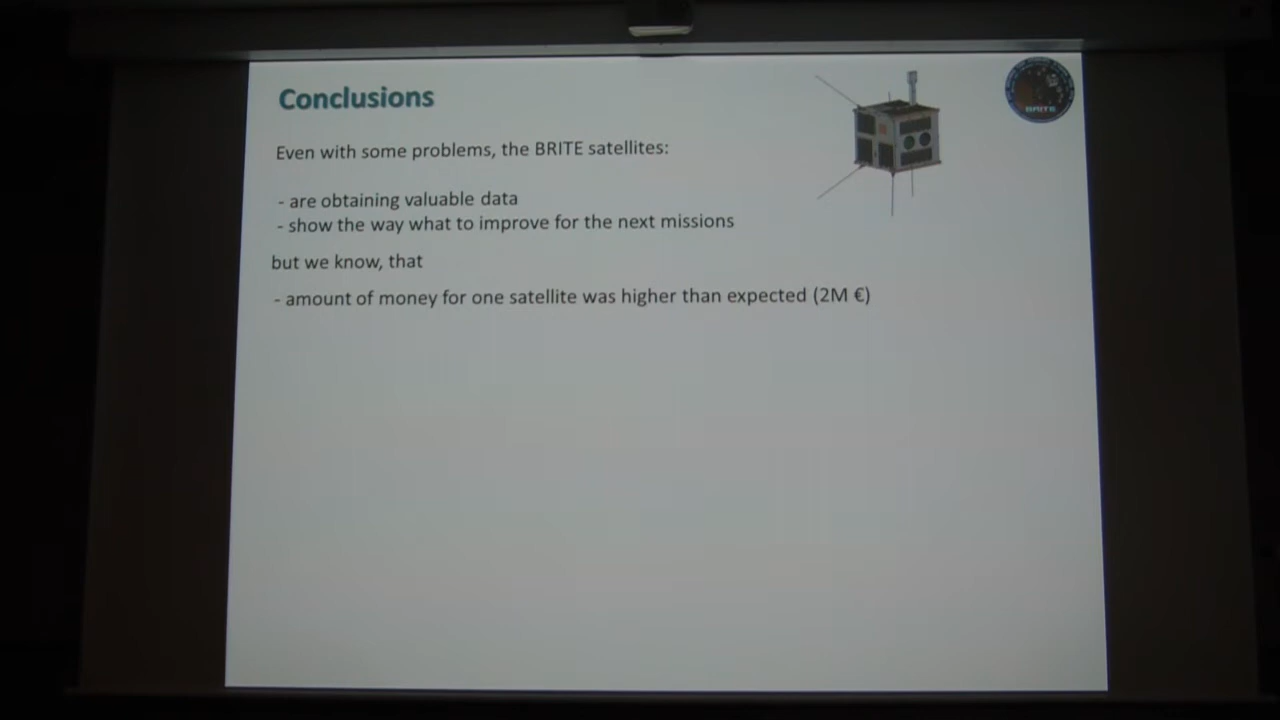 Conclusions
Even with some problems, the BRITE satellites:
- are obtaining valuable data
- show the way what to improve for the next missions
but we know, that
- amount of money for one satellite was higher than expected (2M €)
BRITE